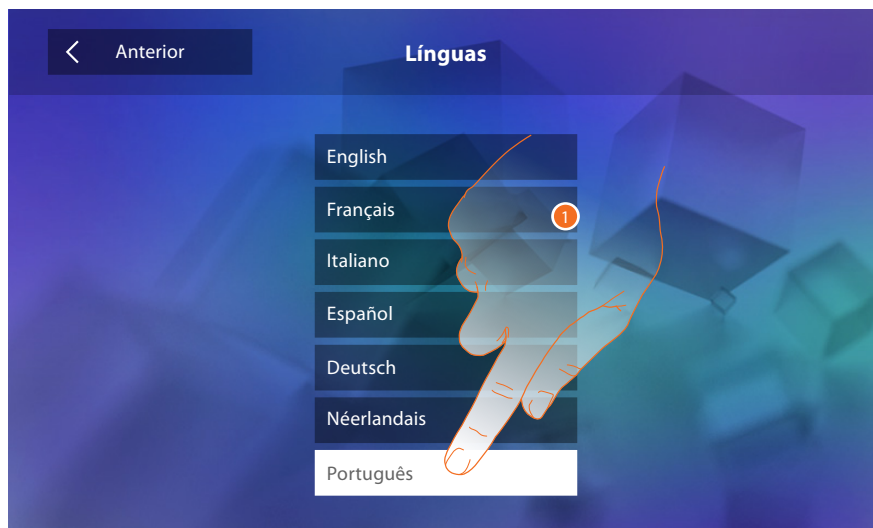 Anterior
Línguas
English
Français
1
Italiano
Español
Deutsch
Néerlandais
Português